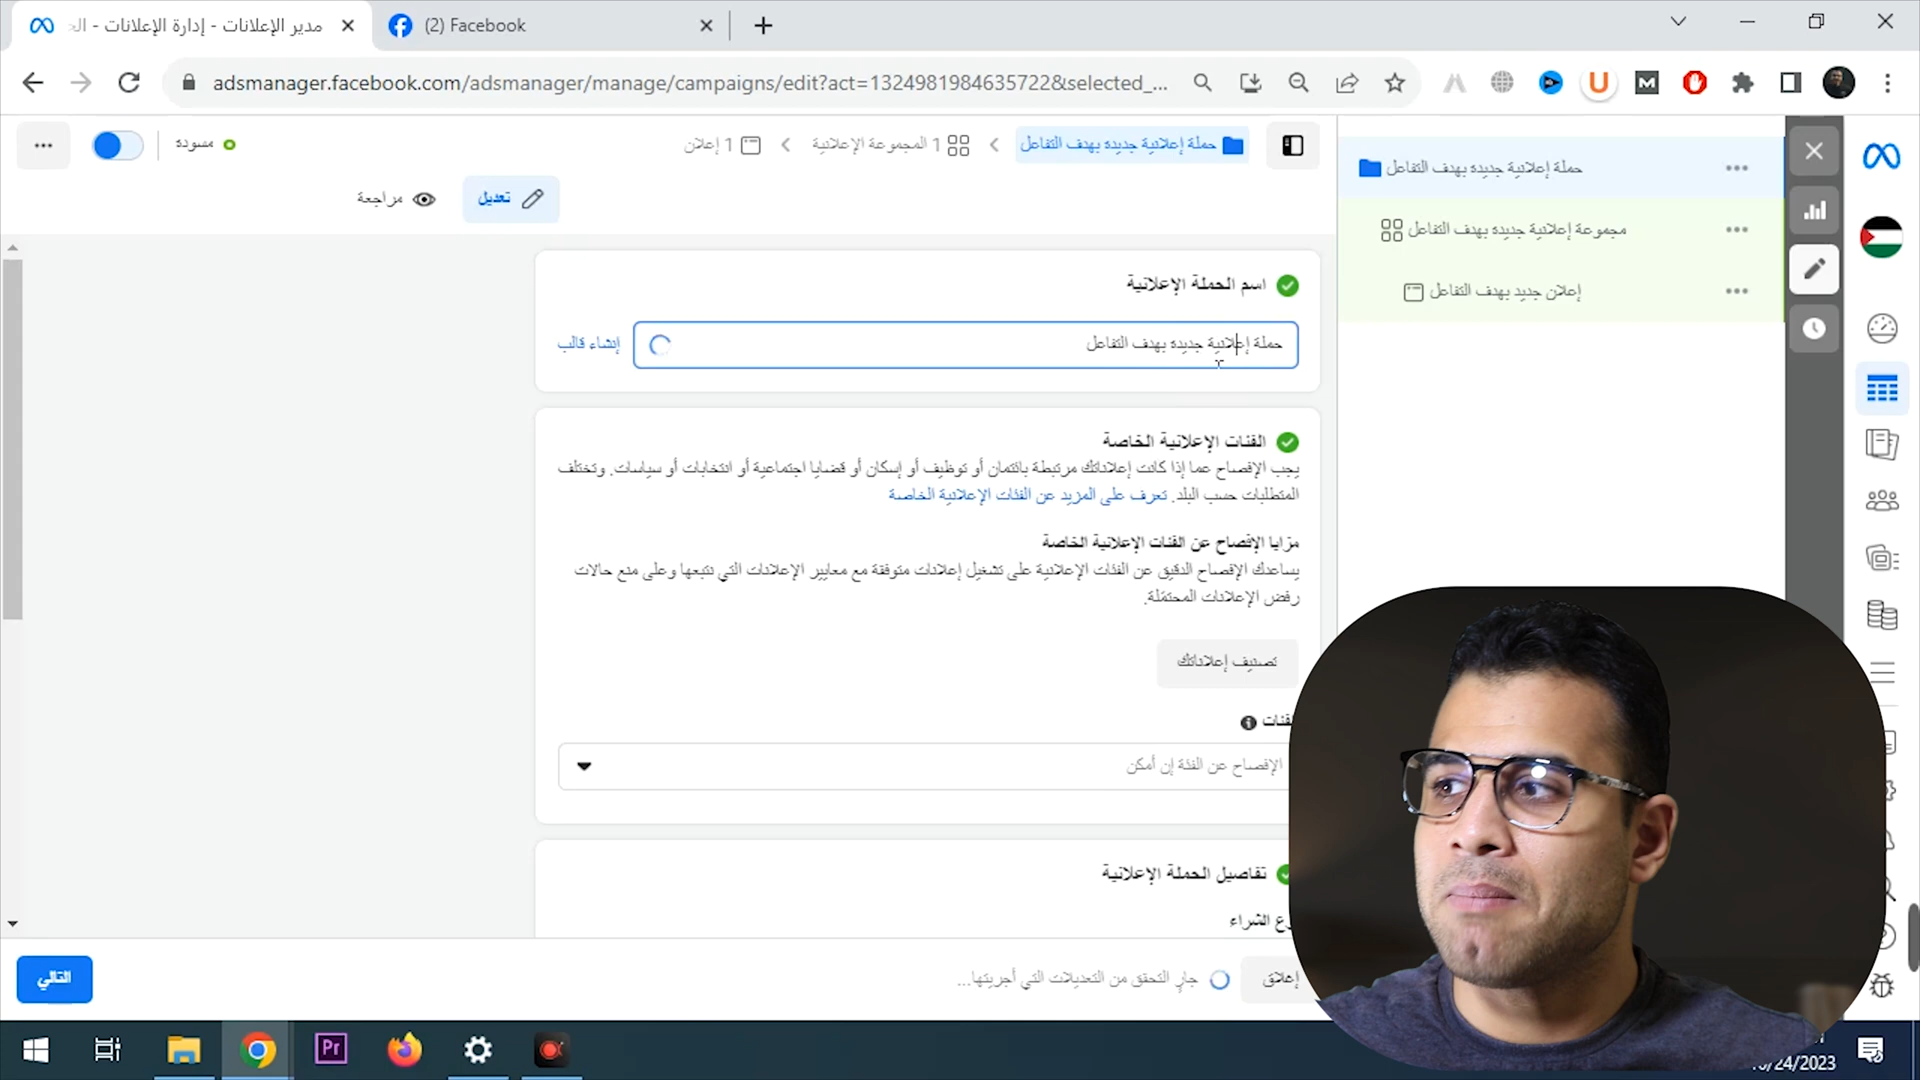 مدير الإعلانات - إدارة الإعلانات - الح
(2) Facebook
adsmanager.facebook.com/adsmanager/manage/campaigns/edit?act=1324981984635722&selected_...
حملة إعلانية جديدة بهدف التفاعل
1 المجموعة الإعلانية
1 إعلان
مسودة
تعديل
مراجعة
حملة إعلانية جديدة بهدف التفاعل
مجموعة إعلانية جديدة بهدف التفاعل
إعلان جديد بهدف التفاعل
اسم الحملة الإعلانية
حملة إعلانية جديدة بهدف التفاعل
إنشاء قالب
الفئات الإعلانية الخاصة
يجب الإفصاح عما إذا كانت إعلاناتك مرتبطة بائتمان أو توظيف أو إسكان أو قضايا اجتماعية أو انتخابات أو سياسات. وتختلف
المتطلبات حسب البلد. تعرف على المزيد عن الفئات الإعلانية الخاصة
مزايا الإفصاح عن الفئات الإعلانية الخاصة
يساعدك الإفصاح الدقيق عن الفئات الإعلانية على تشغيل إعلانات متوفقة مع معايير الإعلانات التي نتبعها وعلى منع حالات
رفض الإعلانات المحتملة.
تصنيف إعلاناتك
الإفصاح عن الفئة إن أمكن
تفاصيل الحملة الإعلانية
الشراء
إغلاق
جارٍ التحقق من التعديلات التي أجريتها...
التالي
Pr
/24/2023